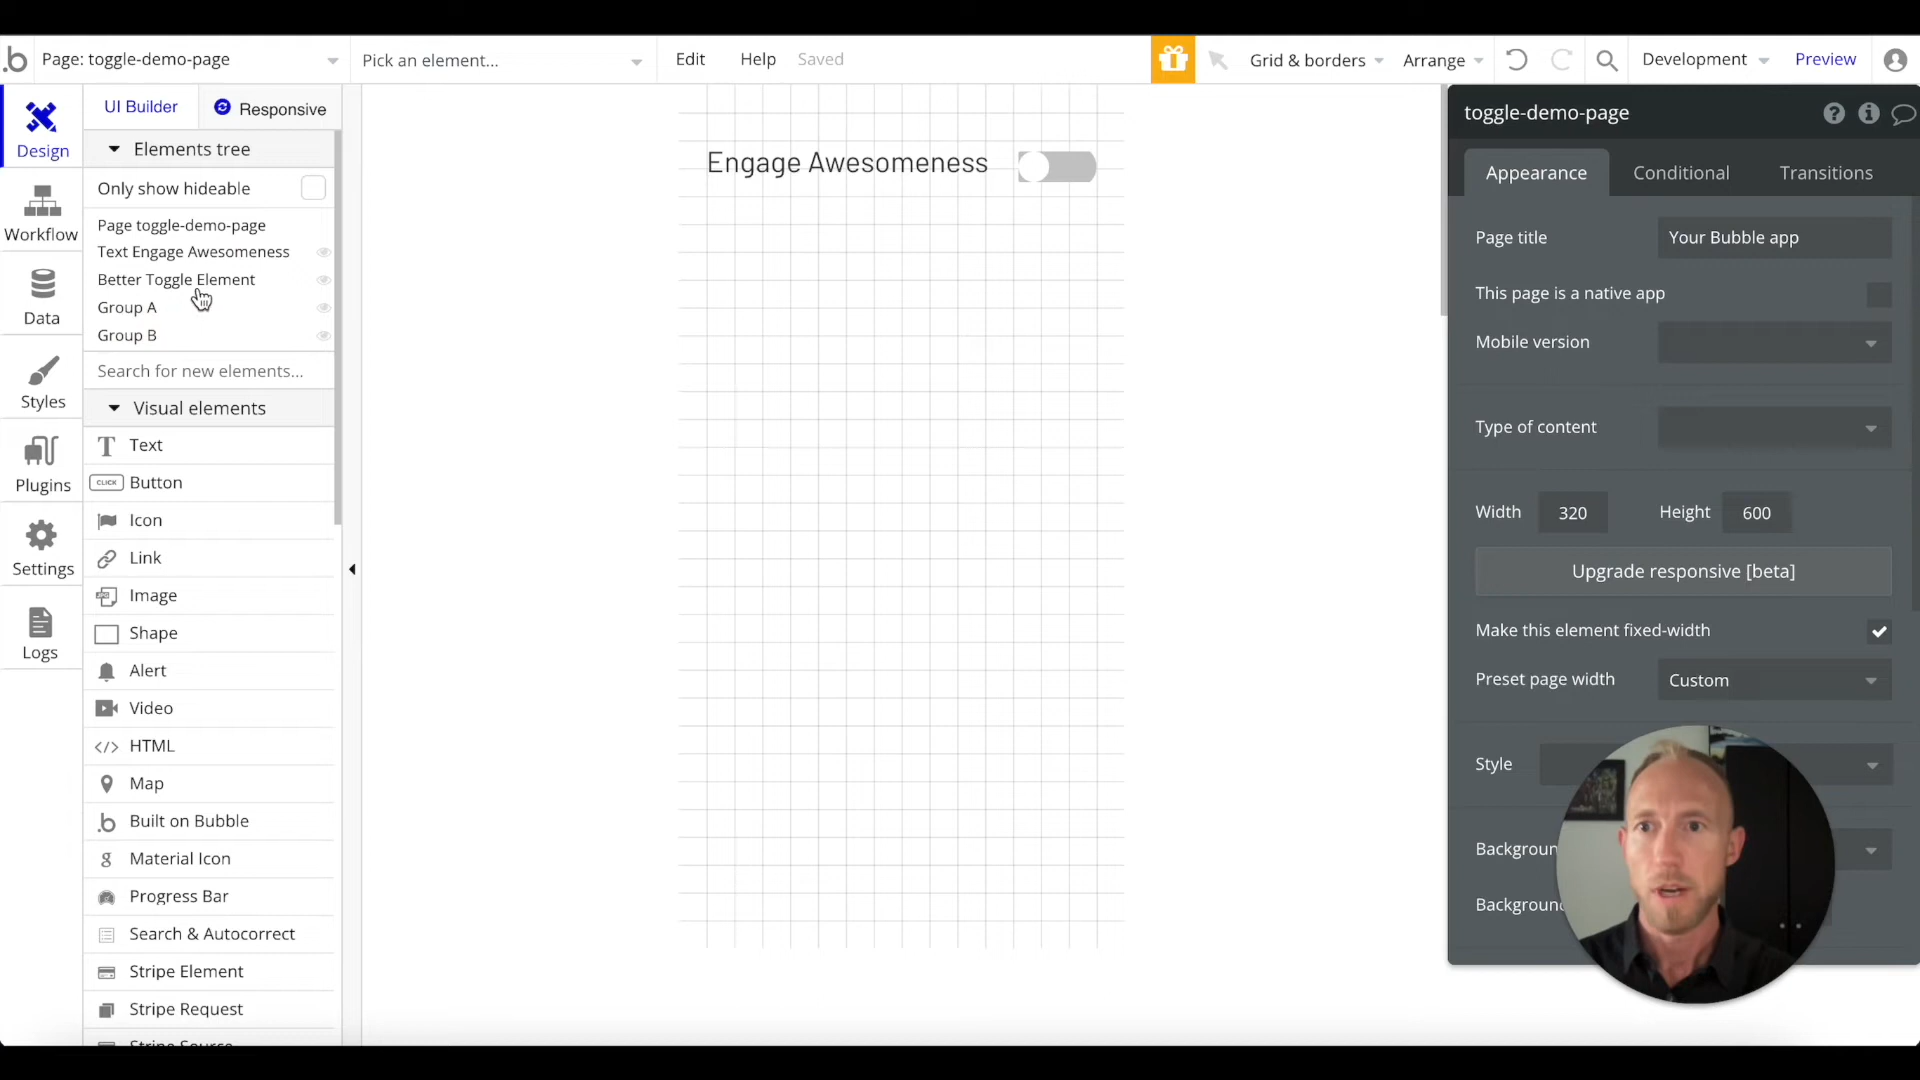 .b Page: toggle-demo-page Pick an element... Edit Help Saved Grid & borders Arrange Development Preview
Design
Workflow
Data
Styles
Plugins
Settings
Logs
UI Builder Responsive
Elements tree
Only show hideable
Page toggle-demo-page
Text Engage Awesomeness
Better Toggle Element
Group A
Group B
Search for new elements...
Visual elements
T Text
CLICK Button
Icon
Link
Image
Shape
Alert
Video
</> HTML
Map
.b Built on Bubble
g Material Icon
Progress Bar
Search & Autocorrect
Stripe Element
Stripe Request
Stripe Source
Engage Awesomeness
toggle-demo-page
Appearance Conditional Transitions
Page title Your Bubble app
This page is a native app
Mobile version
Type of content
Width 320 Height 600
Upgrade responsive [beta]
Make this element fixed-width
Preset page width Custom
Style